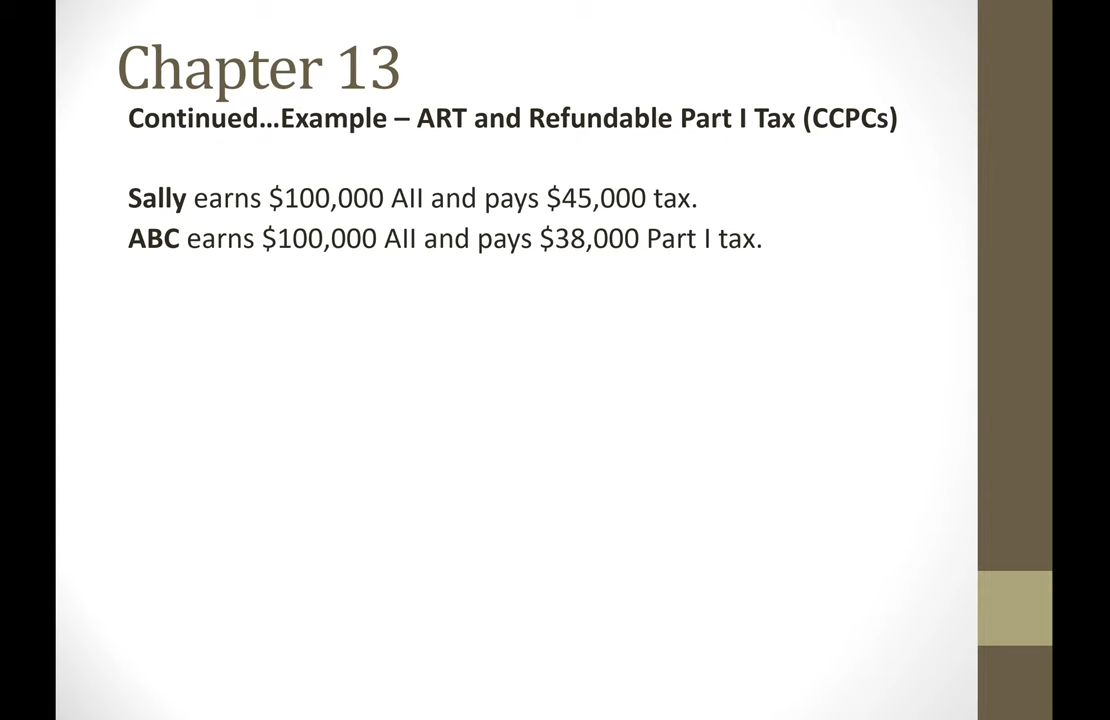 Chapter 13
Continued…Example – ART and Refundable Part I Tax (CCPCs)
Sally earns $100,000 AII and pays $45,000 tax.
ABC earns $100,000 AII and pays $38,000 Part I tax.